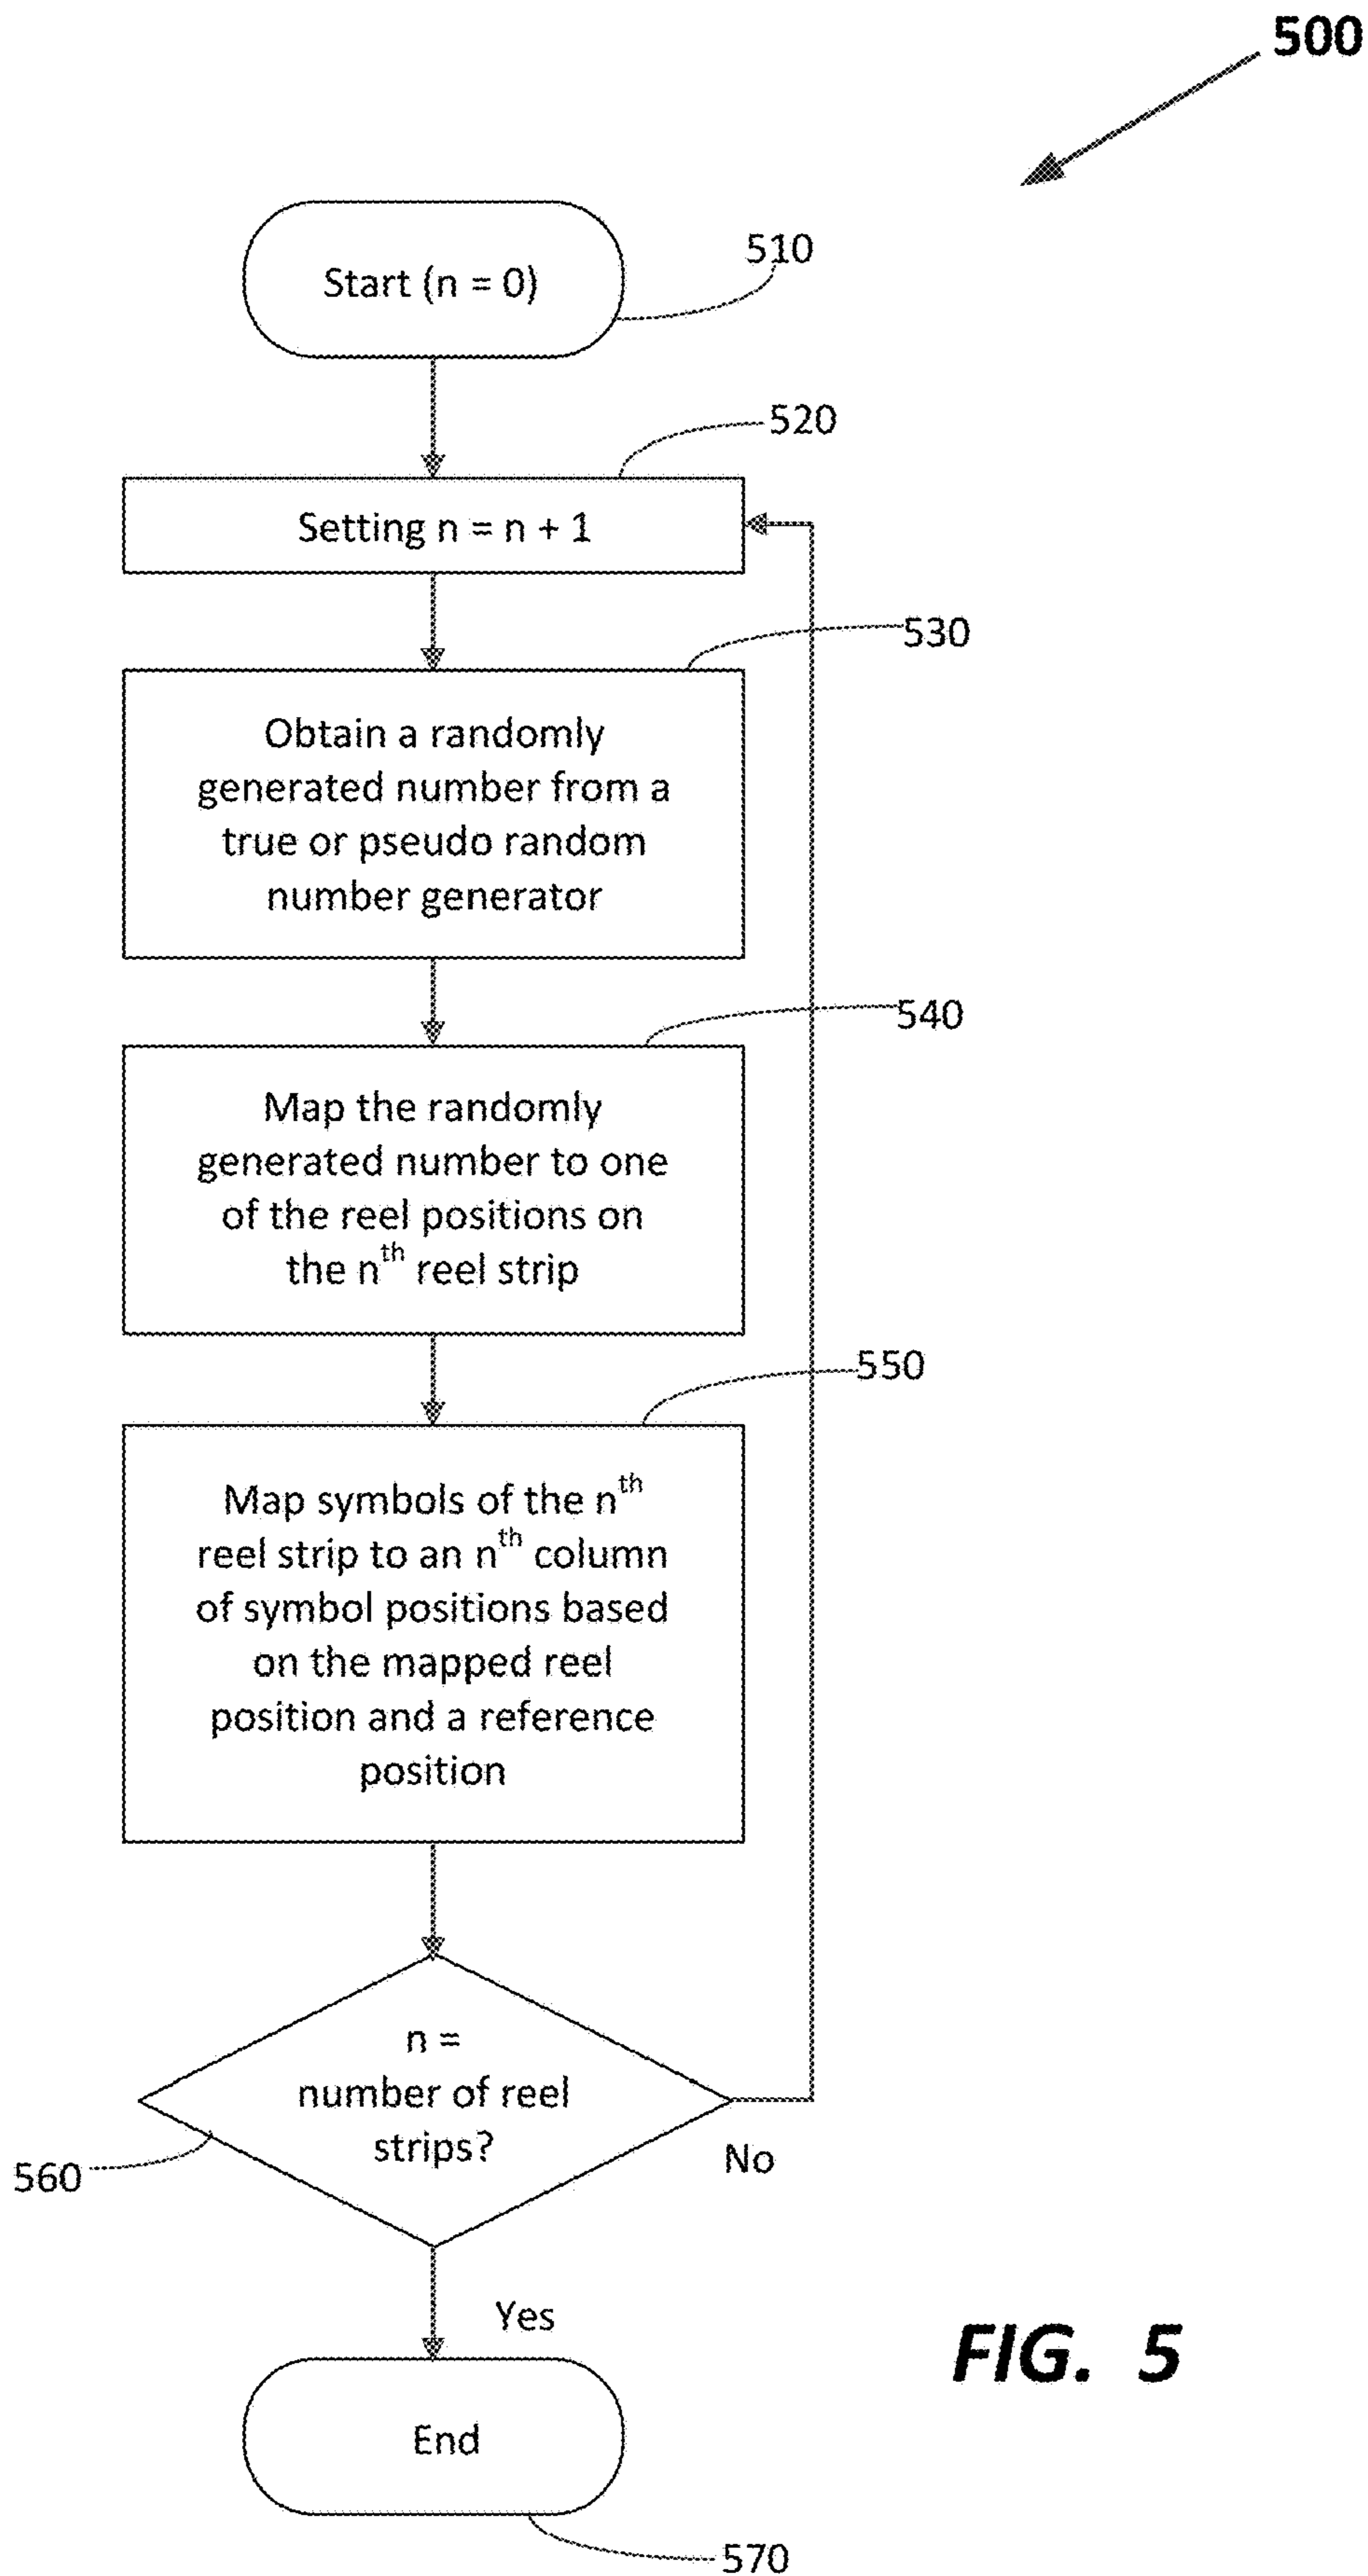 500
510
Start (n = 0)
520
Setting n = n + 1
530
Obtain a randomly
generated number from a
true or pseudo random
number generator
540
Map the randomly
generated number to one
of the reel positions on
the nth reel strip
550
Map symbols of the nth
reel strip to an nth column
of symbol positions based
on the mapped reel
position and a reference
position
n =
number of reel
strips?
560
No
Yes
FIG. 5
End
570